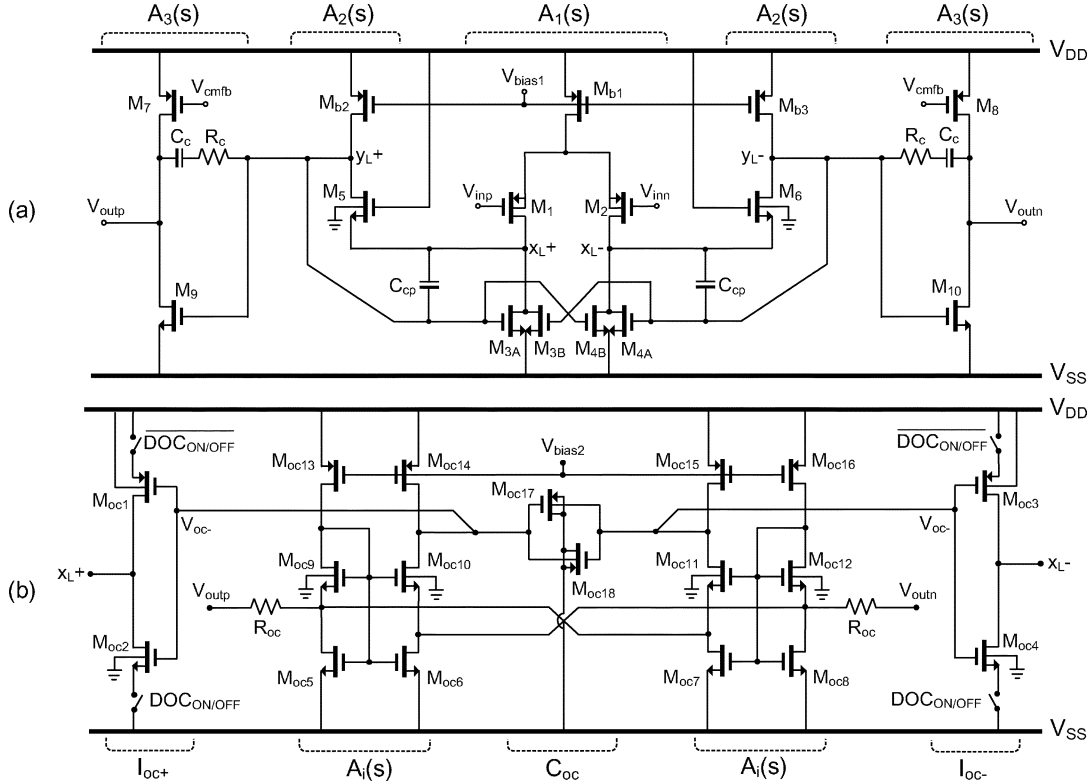 A3(s) A2(s) A1(s) A2(s) A3(s)
VDD
(a)
M7 Vcmfb Mb2 Vbias1 Mb1 Mb3 Vcmfb M8
Cc Rc yL+ yL- Rc Cc
M5 Vinp M1 M2 Vinn M6
Voutp xL+ xL- Voutn
Ccp Ccp
M9 M10
M3A M3B M4B M4A
VSS
VDD
(b)
DOCON/OFF DOCON/OFF
Moc13 Moc14 Vbias2 Moc15 Moc16
Moc1 Moc17 Moc3
Voc- Voc-
xL+ Moc9 Moc10 Moc11 Moc12 xL-
Moc18
Voutp Roc Roc Voutn
Moc2 Moc4
Moc5 Moc6 Moc7 Moc8
DOCON/OFF DOCON/OFF
VSS
Ioc+ Ai(s) Coc Ai(s) Ioc-